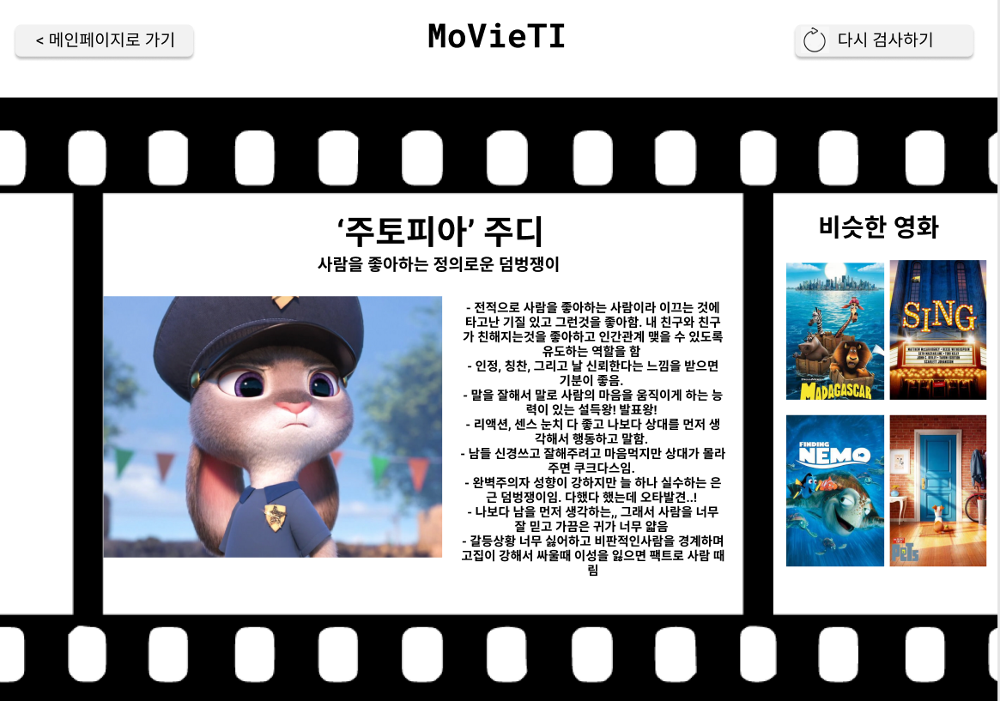 < 메인페이지로 가기
MoVieTI
다시 검사하기
‘주토피아’ 주디
사람을 좋아하는 정의로운 덤벙쟁이
- 전적으로 사람을 좋아하는 사람이라 이끄는 것에
타고난 기질 있고 그런것을 좋아함. 내 친구와 친구
가 친해지는것을 좋아하고 인간관계 맺을 수 있도록
유도하는 역할을 함
- 인정, 칭찬, 그리고 날 신뢰한다는 느낌을 받으면
기분이 좋음.
- 말을 잘해서 말로 사람의 마음을 움직이게 하는 능
력이 있는 설득왕! 발표왕!
- 리액션, 센스 눈치 다 좋고 나보다 상대를 먼저 생
각해서 행동하고 말함.
- 남들 신경쓰고 잘해주려고 마음먹지만 상대가 몰라
주면 쿠크다스임.
- 완벽주의자 성향이 강하지만 늘 하나 실수하는 은
근 덤벙쟁이임. 다했다 했는데 오타발견..!
- 나보다 남을 먼저 생각하는,, 그래서 사람을 너무
잘 믿고 가끔은 귀가 너무 얇음
- 갈등상황 너무 싫어하고 비판적인사람을 경계하며
고집이 강해서 싸울때 이성을 잃으면 팩트로 사람 때
림
비슷한 영화
MADAGASCAR
SING
MATTHEW McCONAUGHEY REESE WITHERSPOON
SETH MACFARLANE TORI KELLY
JOHN C. REILLY TARON EGERTON
SCARLETT JOHANSSON
FINDING
NEMO
PETS